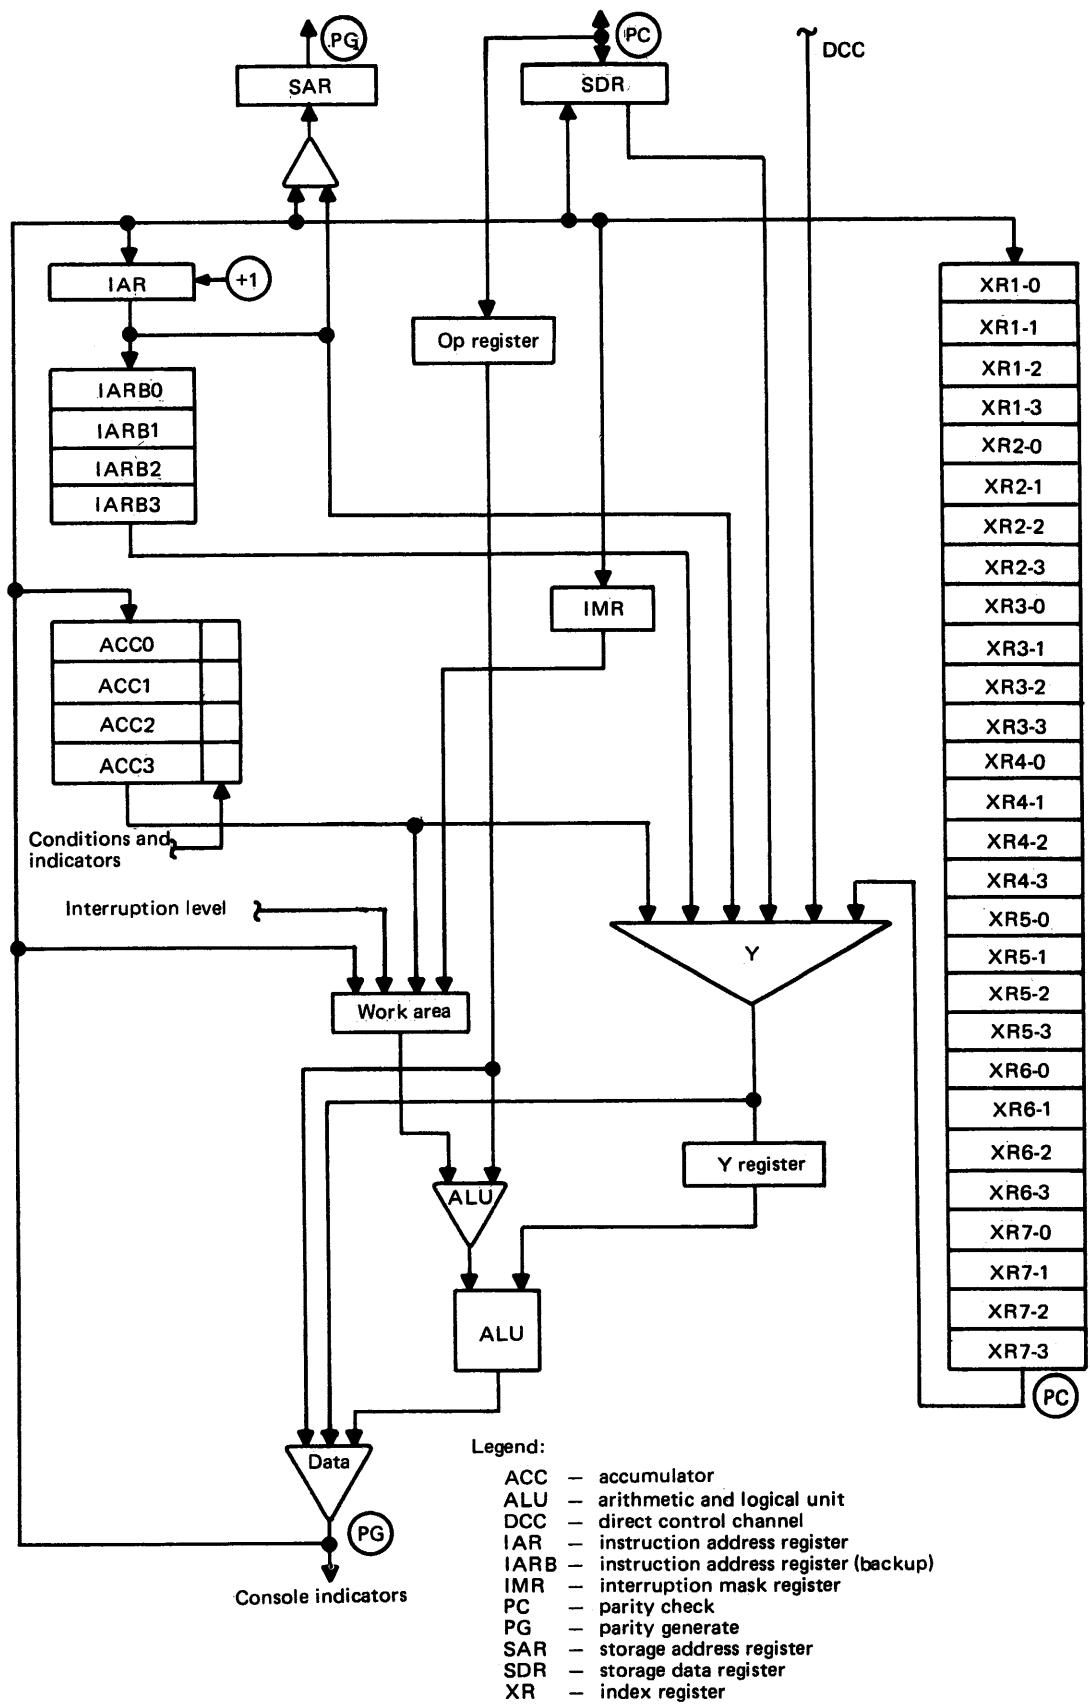 PG
PC
DCC
SAR
SDR
IAR
+1
Op register
IARB0
IARB1
IARB2
IARB3
IMR
ACC0
ACC1
ACC2
ACC3
Conditions and
indicators
Interruption level
Work area
Y
Y register
ALU
ALU
Data
PG
Console indicators
XR1-0
XR1-1
XR1-2
XR1-3
XR2-0
XR2-1
XR2-2
XR2-3
XR3-0
XR3-1
XR3-2
XR3-3
XR4-0
XR4-1
XR4-2
XR4-3
XR5-0
XR5-1
XR5-2
XR5-3
XR6-0
XR6-1
XR6-2
XR6-3
XR7-0
XR7-1
XR7-2
XR7-3
PC
Legend:
ACC – accumulator
ALU – arithmetic and logical unit
DCC – direct control channel
IAR – instruction address register
IARB – instruction address register (backup)
IMR – interruption mask register
PC – parity check
PG – parity generate
SAR – storage address register
SDR – storage data register
XR – index register